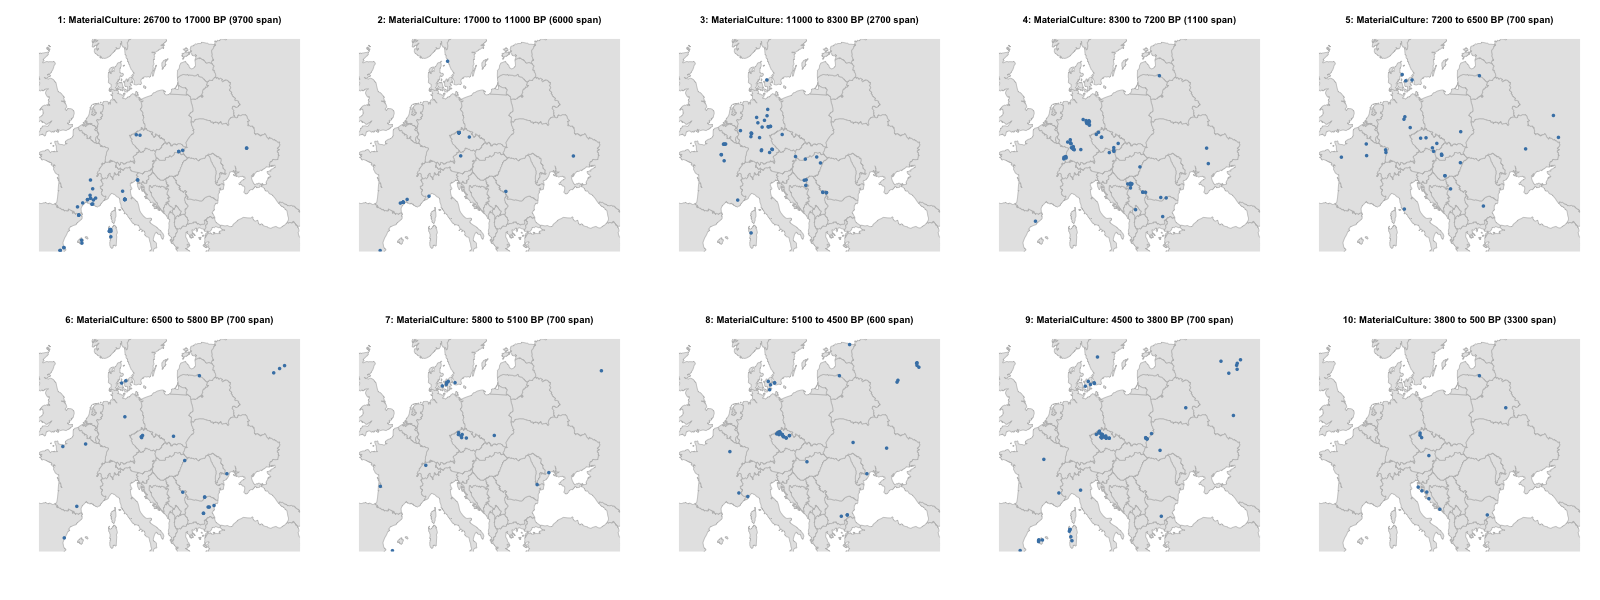 1: MaterialCulture: 26700 to 17000 BP (9700 span)
2: MaterialCulture: 17000 to 11000 BP (6000 span)
3: MaterialCulture: 11000 to 8300 BP (2700 span)
4: MaterialCulture: 8300 to 7200 BP (1100 span)
5: MaterialCulture: 7200 to 6500 BP (700 span)
6: MaterialCulture: 6500 to 5800 BP (700 span)
7: MaterialCulture: 5800 to 5100 BP (700 span)
8: MaterialCulture: 5100 to 4500 BP (600 span)
9: MaterialCulture: 4500 to 3800 BP (700 span)
10: MaterialCulture: 3800 to 500 BP (3300 span)